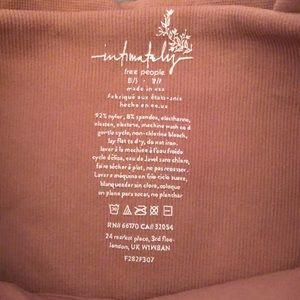 intimately
free people
made in usa
fabriqué aux états-unis
hecho en ee.uu.
92% nylon, 8% spandex, elasthanne,
elastan, machine wash cold
gentle cycle, non-chlorine bleach,
lay flat to dry, do not iron.
laver à la machine à l'eau froide
cycle délicat, eau de javel sans chlore,
faire sécher à plat, ne pas repasser.
Lavar a máquina en frío ciclo suave,
blanqueador sin cloro, coloque
en plano para secar, no planchar
RN# 66170 CA# 32054
24 market place, 3rd floor
london, UK W1W8AN
F282F307